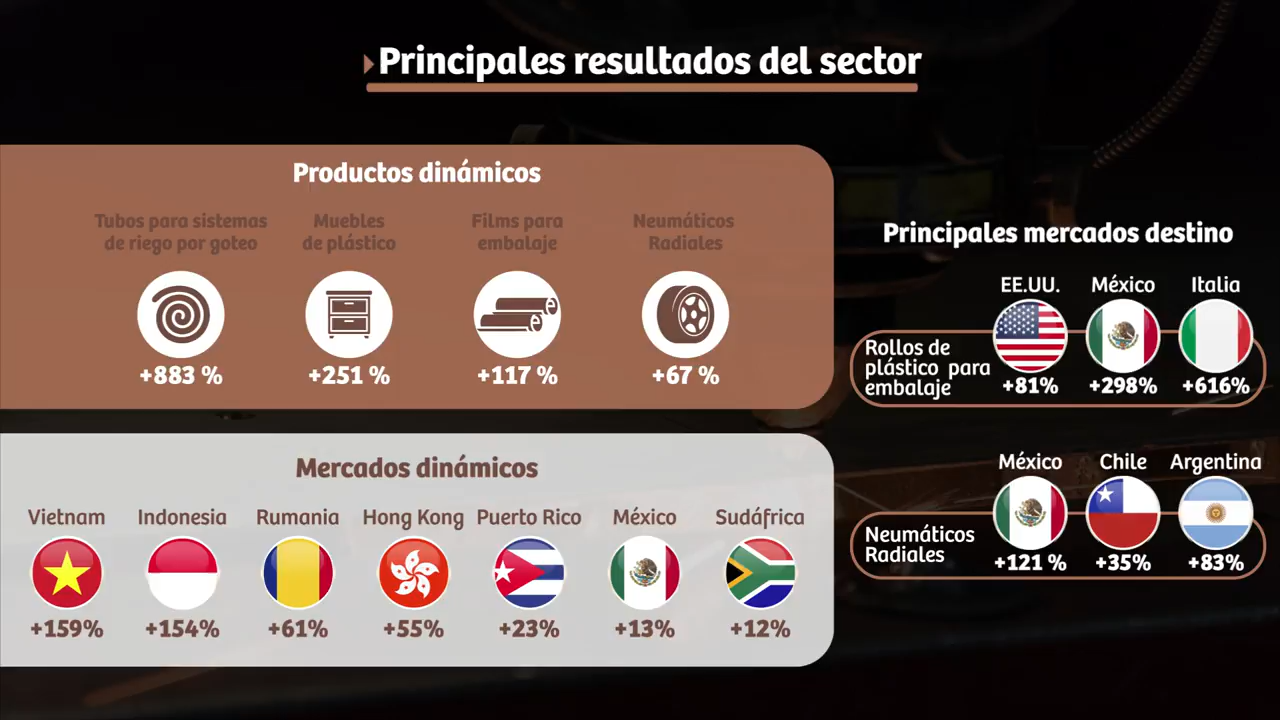 Principales resultados del sector
Productos dinámicos
Tubos para sistemas
de riego por goteo
+883 %
Muebles
de plástico
+251 %
Films para
embalaje
+117 %
Neumáticos
Radiales
+67 %
Mercados dinámicos
Vietnam
+159%
Indonesia
+154%
Rumania
+61%
Hong Kong
+55%
Puerto Rico
+23%
México
+13%
Sudáfrica
+12%
Principales mercados destino
Rollos de
plástico para
embalaje
EE.UU.
+81%
México
+298%
Italia
+616%
Neumáticos
Radiales
México
+121 %
Chile
+35%
Argentina
+83%